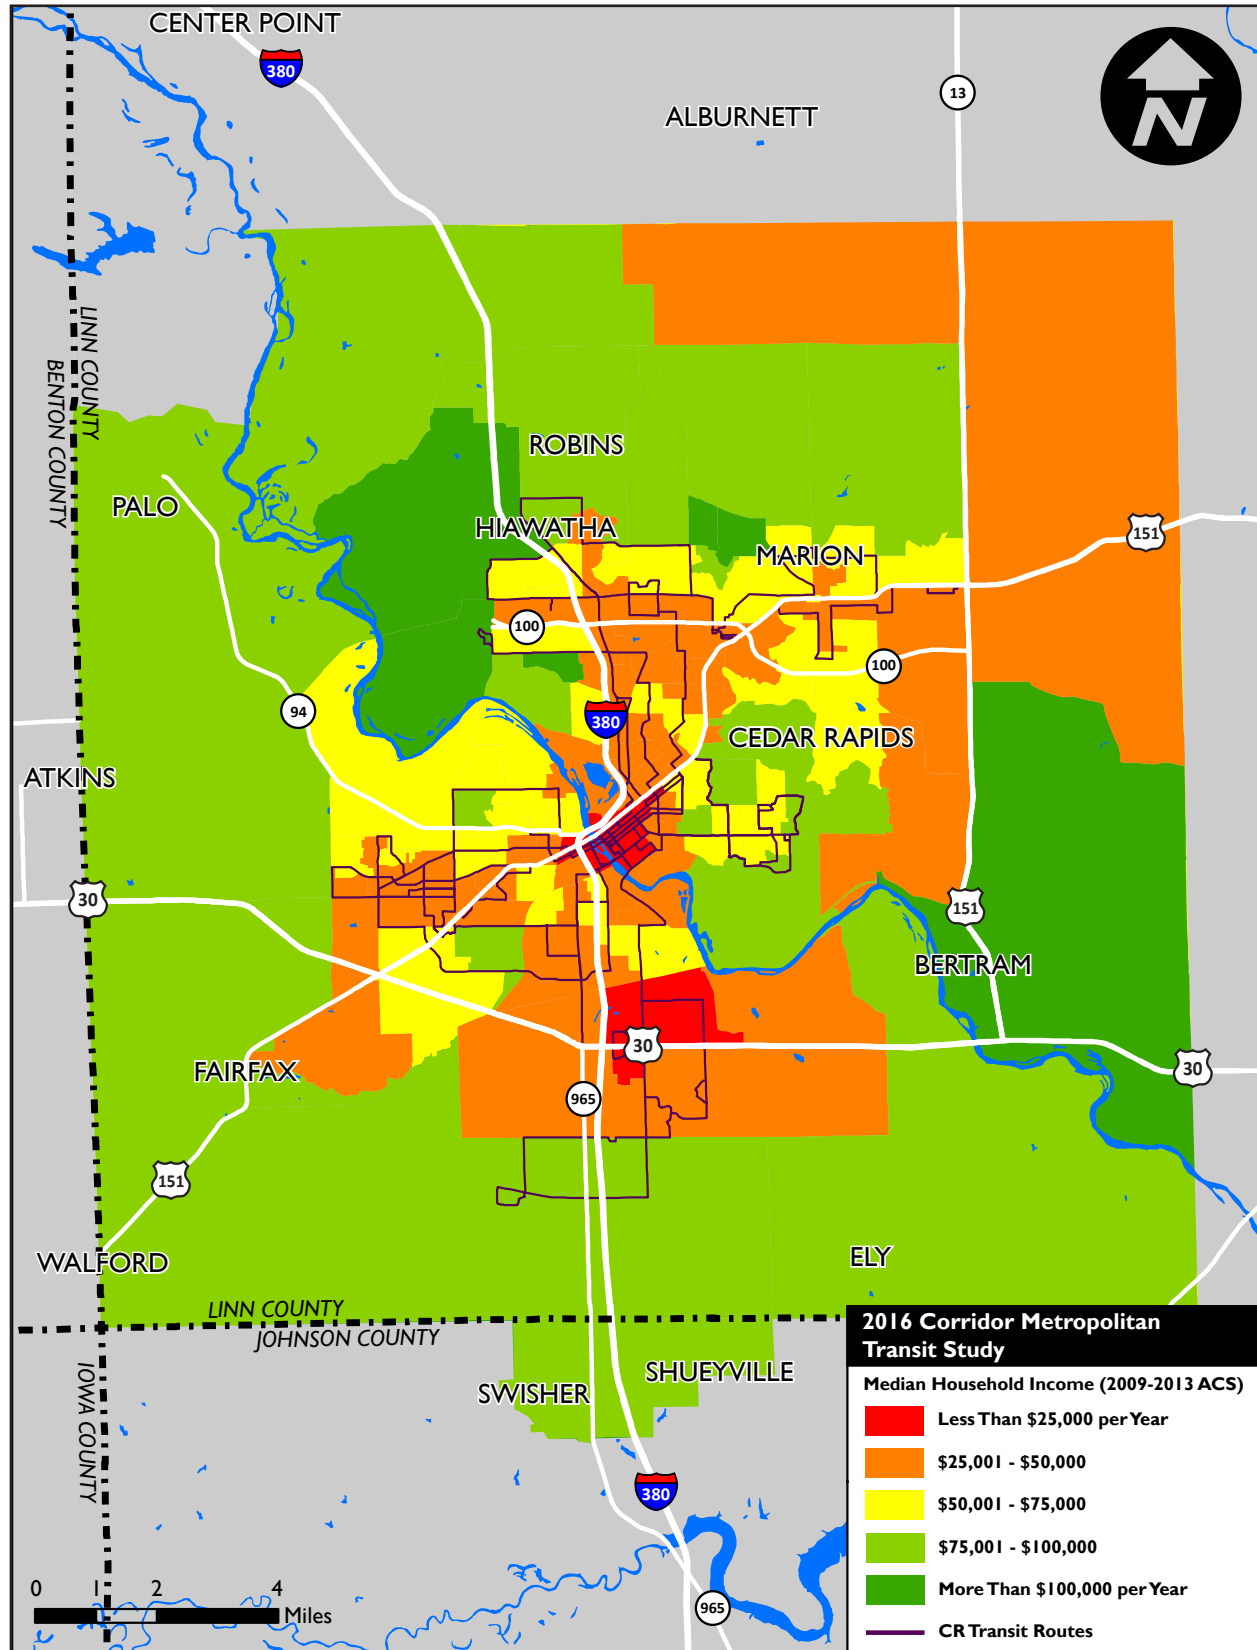 CENTER POINT
380
13
ALBURNETT
N
LINN COUNTY
BENTON COUNTY
ROBINS
PALO
HIAWATHA
MARION
151
100
100
94
380
CEDAR RAPIDS
ATKINS
30
151
BERTRAM
30
FAIRFAX
30
965
151
WALFORD
ELY
LINN COUNTY
JOHNSON COUNTY
IOWA COUNTY
SHUEYVILLE
SWISHER
380
965
0 1 2 4
Miles
2016 Corridor Metropolitan
Transit Study
Median Household Income (2009-2013 ACS)
Less Than $25,000 per Year
$25,001 - $50,000
$50,001 - $75,000
$75,001 - $100,000
More Than $100,000 per Year
CR Transit Routes